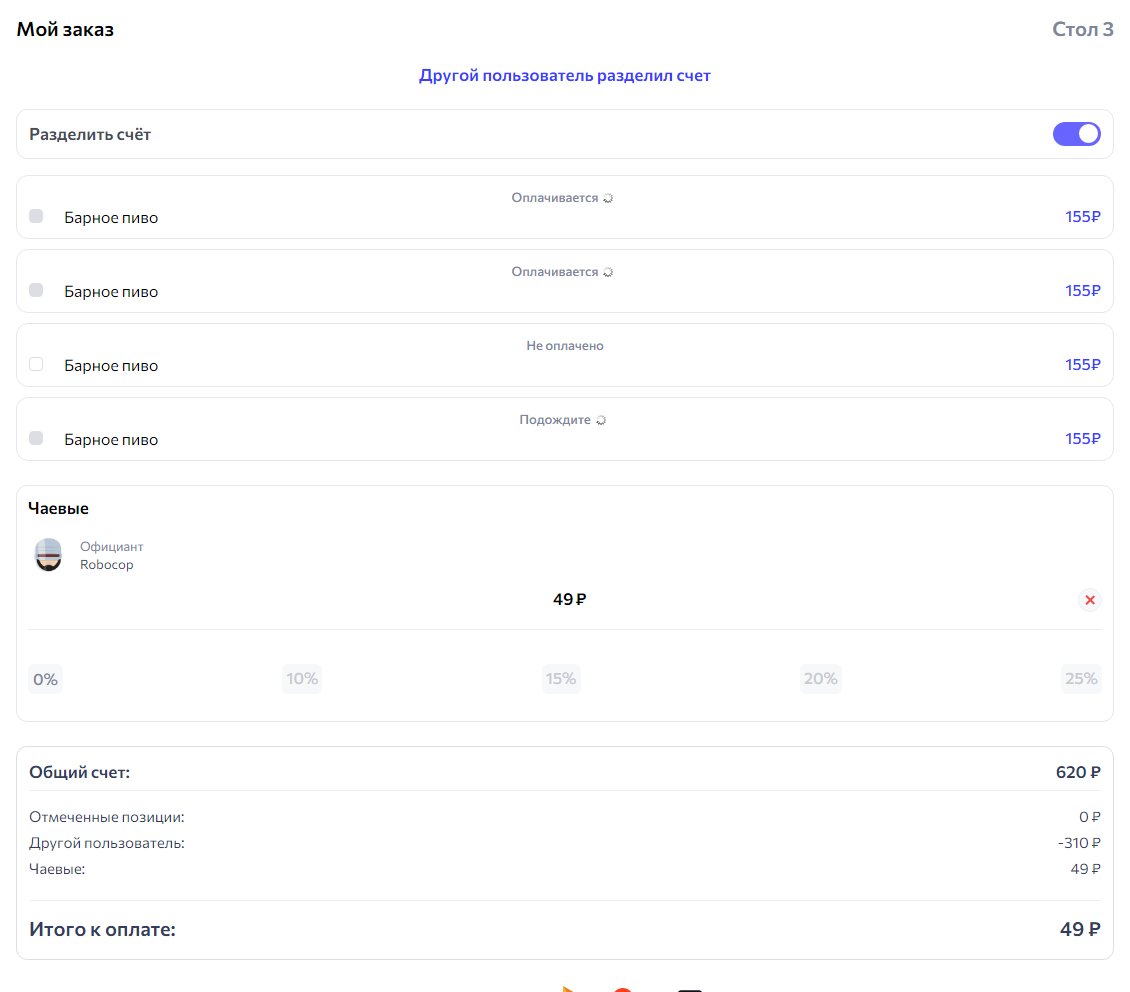 Мой заказ Стол 3
Другой пользователь разделил счет
Разделить счёт
Оплачивается
Барное пиво 155₽
Оплачивается
Барное пиво 155₽
Не оплачено
Барное пиво 155₽
Подождите
Барное пиво 155₽
Чаевые
Официант
Robocop
49 ₽
0% 10% 15% 20% 25%
Общий счет: 620 ₽
Отмеченные позиции: 0 ₽
Другой пользователь: -310 ₽
Чаевые: 49 ₽
Итого к оплате: 49 ₽